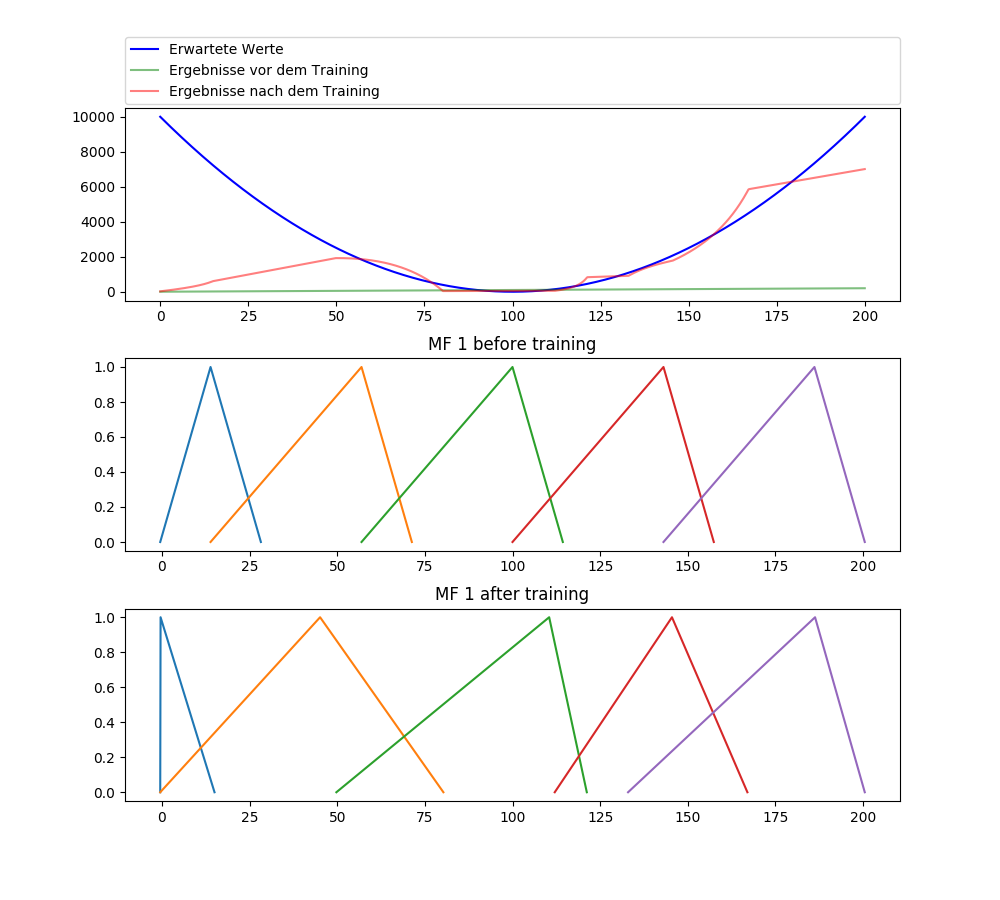 Erwartete Werte
Ergebnisse vor dem Training
Ergebnisse nach dem Training
10000
8000
6000
4000
2000
0
0 25 50 75 100 125 150 175 200
MF 1 before training
1.0
0.8
0.6
0.4
0.2
0.0
0 25 50 75 100 125 150 175 200
MF 1 after training
1.0
0.8
0.6
0.4
0.2
0.0
0 25 50 75 100 125 150 175 200